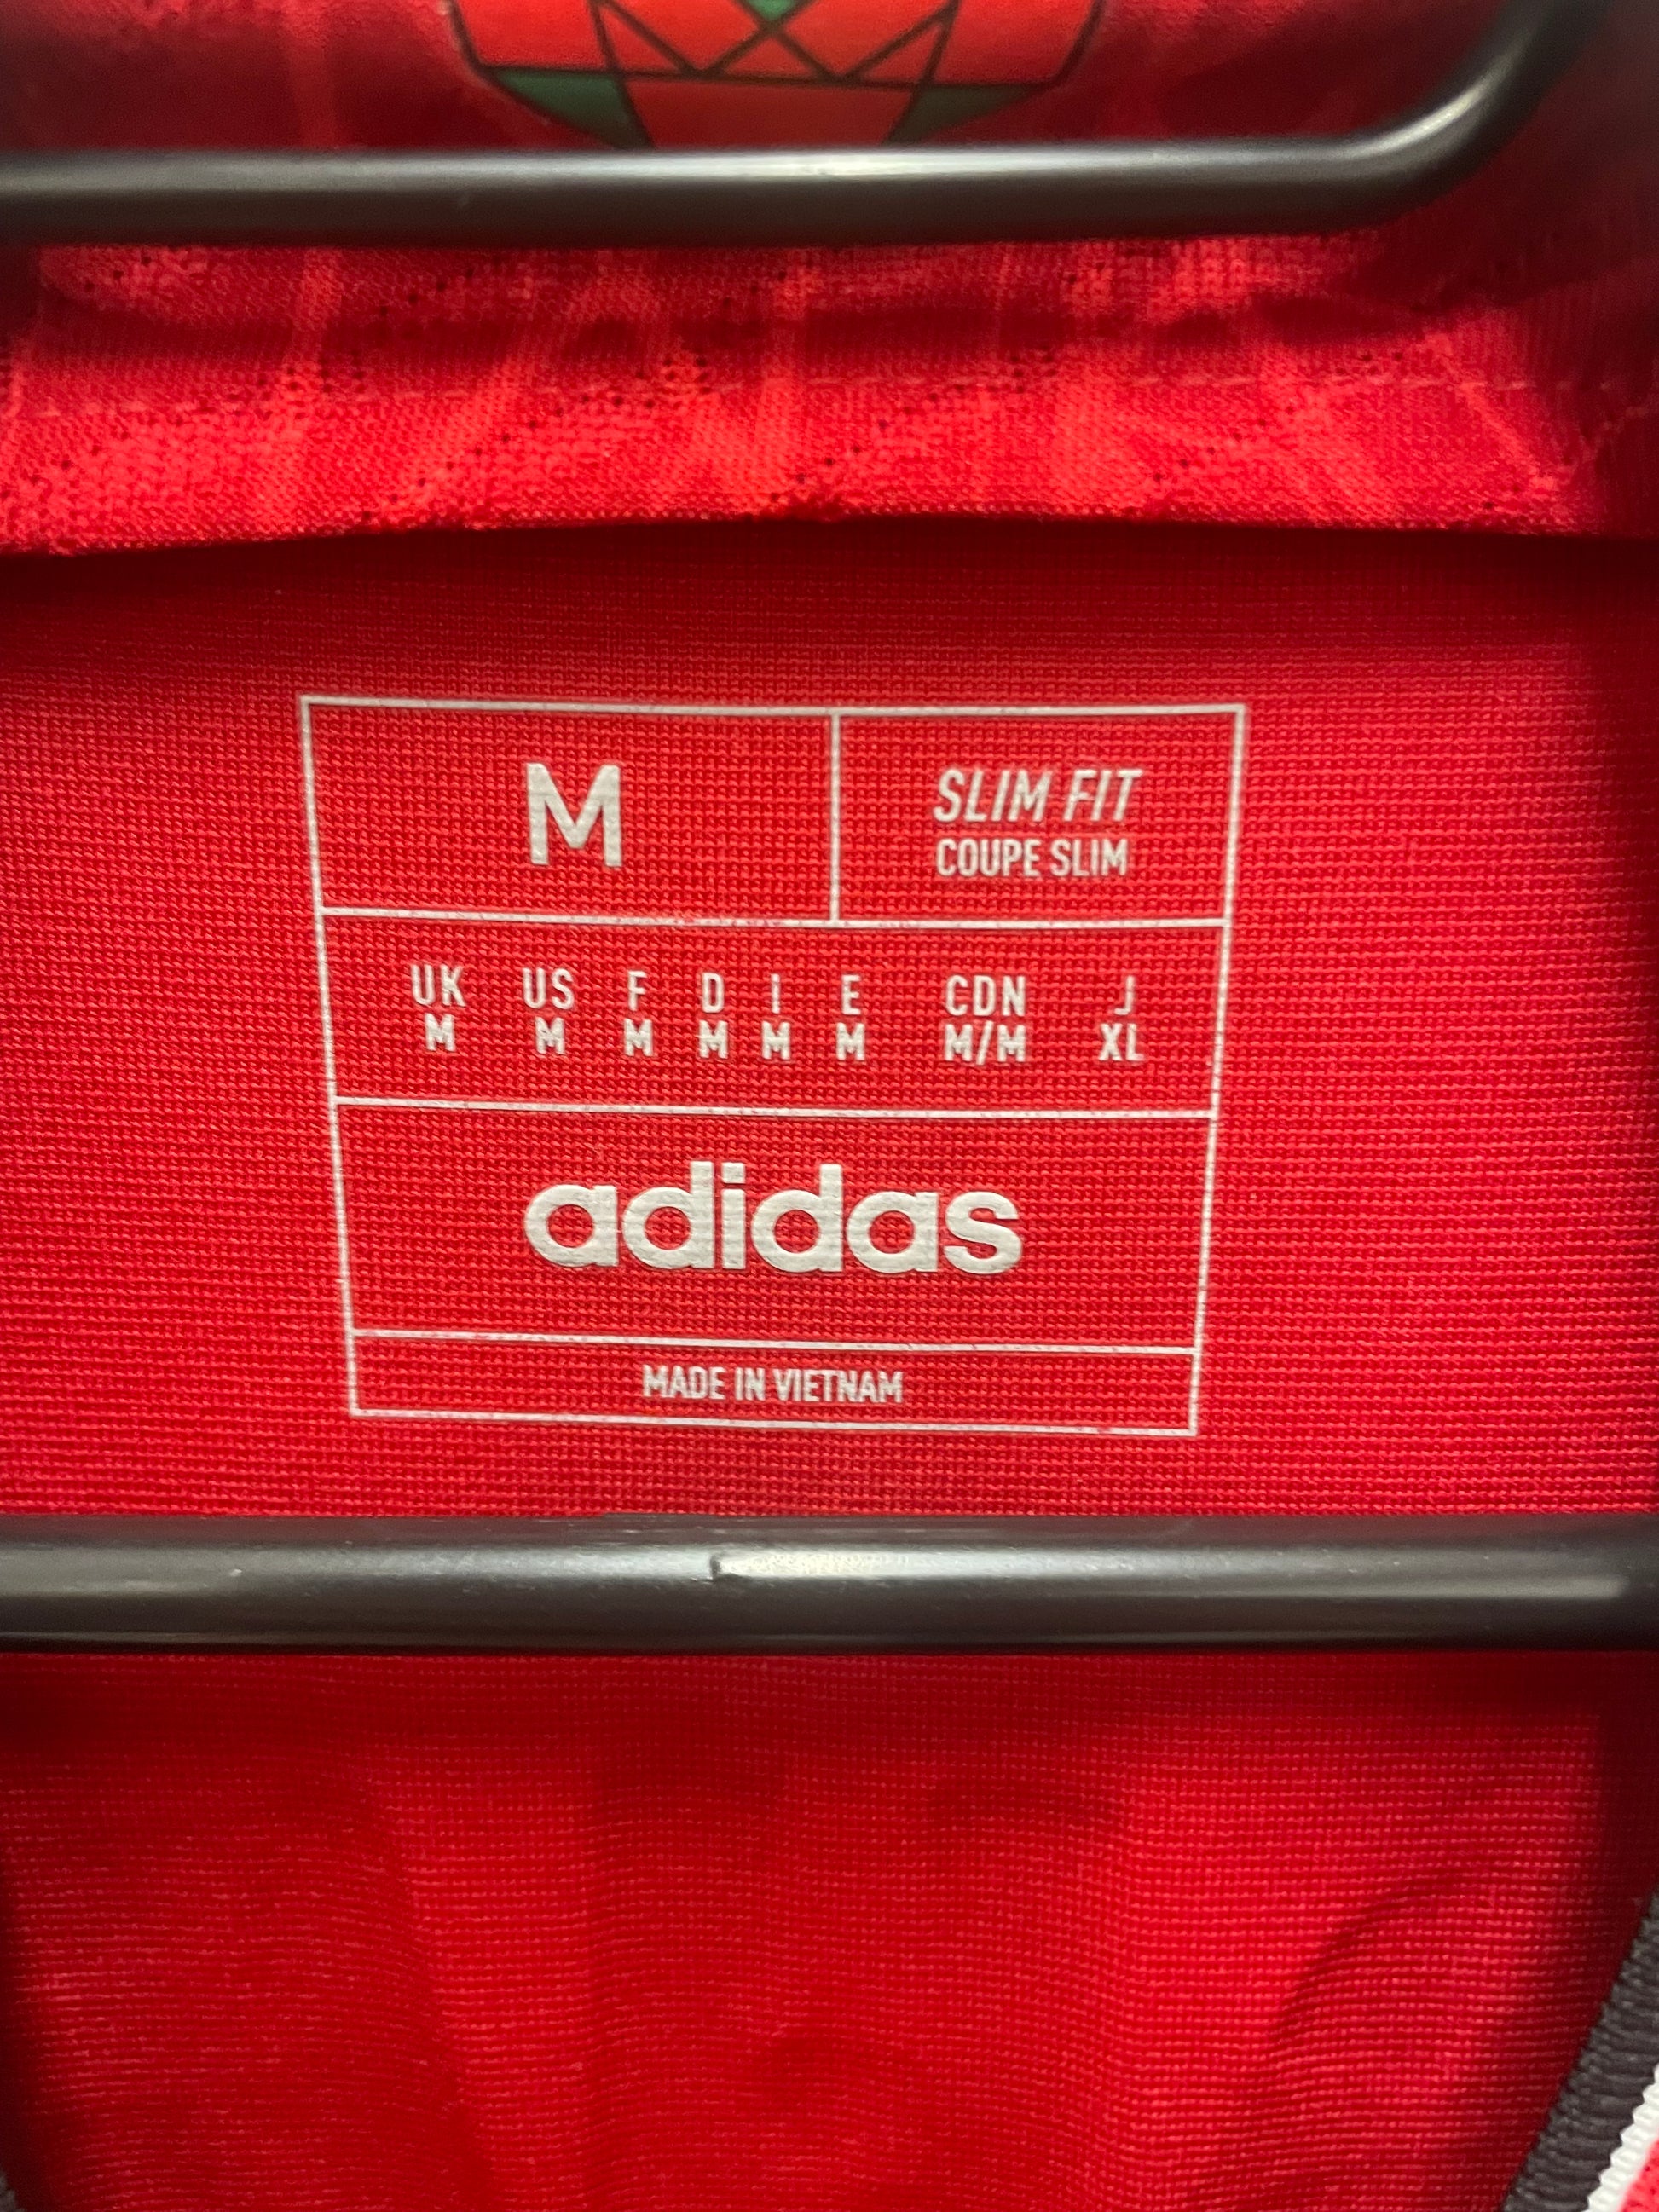 M
SLIM FIT
COUPE SLIM
UK US F D I E CDN J
M M M M M M M/M XL
adidas
MADE IN VIETNAM